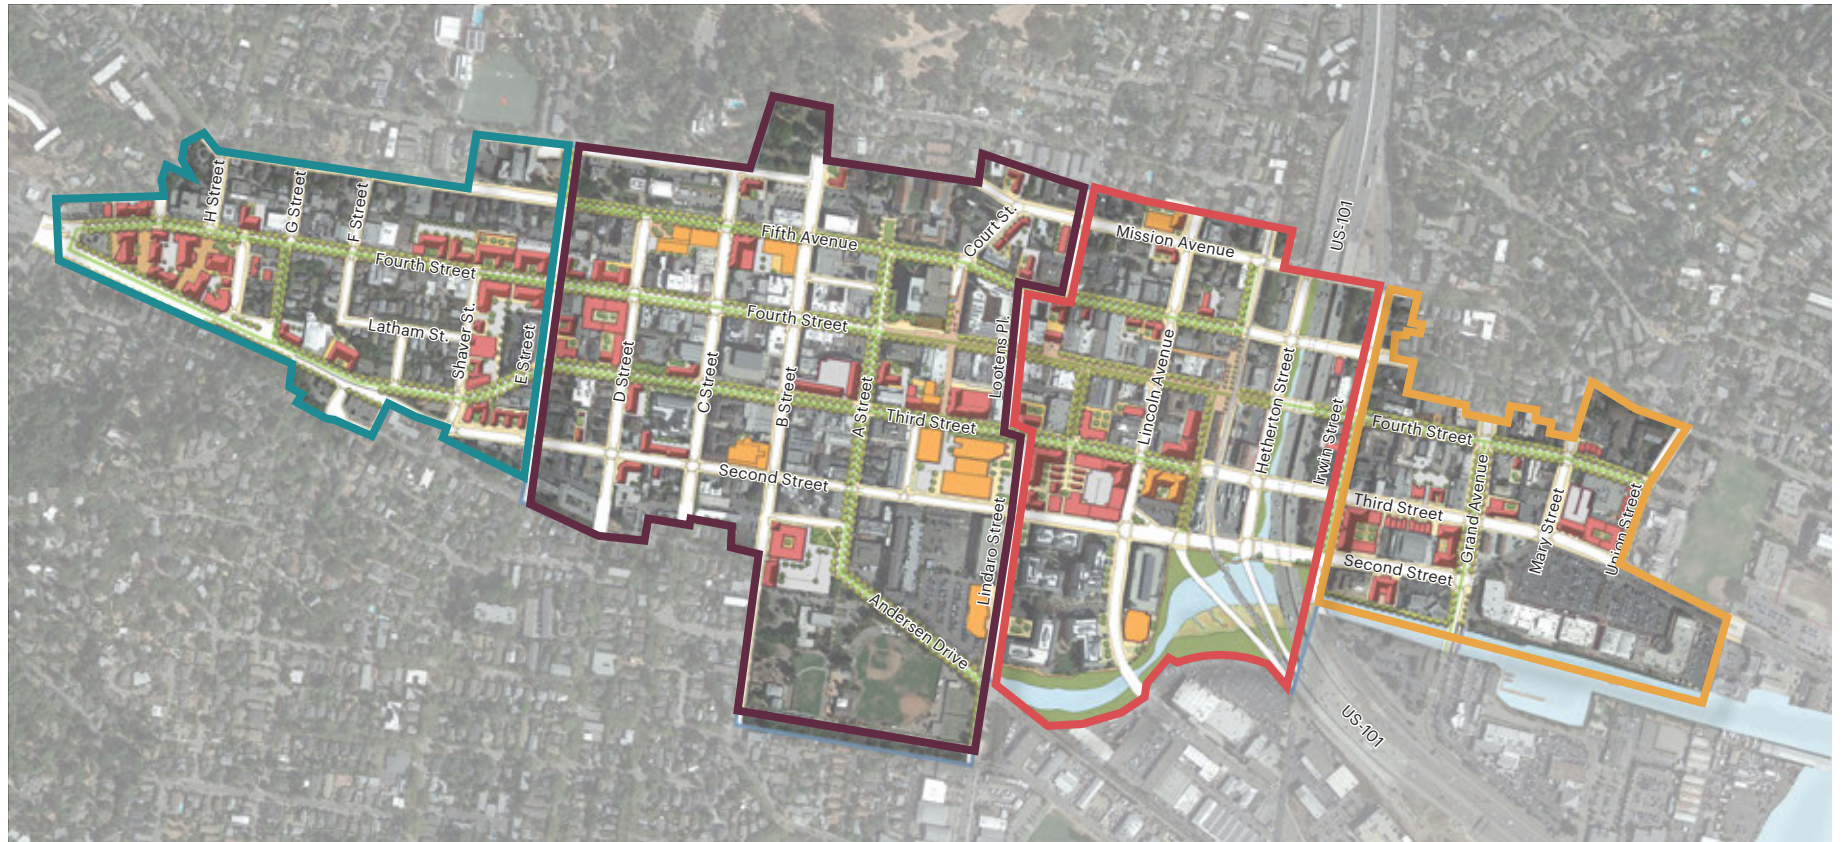 US-101
H Street
G Street
F Street
Fourth Street
Latham St.
Shaver St.
E Street
Fifth Avenue
Court St.
Fourth Street
D Street
C Street
B Street
A Street
Lootens Pl.
Third Street
Second Street
Lindaro Street
Andersen Drive
Mission Avenue
Lincoln Avenue
Hetherton Street
Irwin Street
Fourth Street
Third Street
Second Street
Grand Avenue
Mary Street
Union Street
US-101